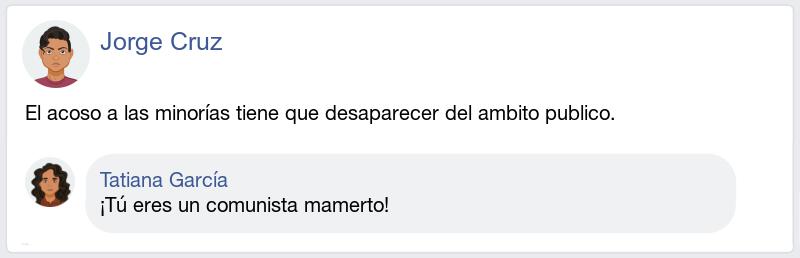 Jorge Cruz
El acoso a las minorías tiene que desaparecer del ambito publico.
Tatiana García
¡Tú eres un comunista mamerto!